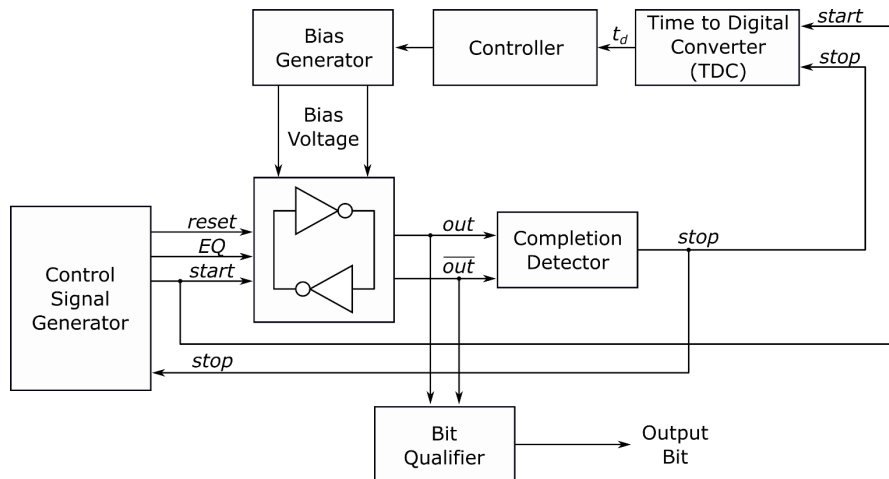 Bias
Generator
Controller
t_d
Time to Digital
Converter
(TDC)
start
stop
Bias
Voltage
Control
Signal
Generator
reset
EQ
start
out
o̅u̅t̅
Completion
Detector
stop
stop
Bit
Qualifier
Output
Bit